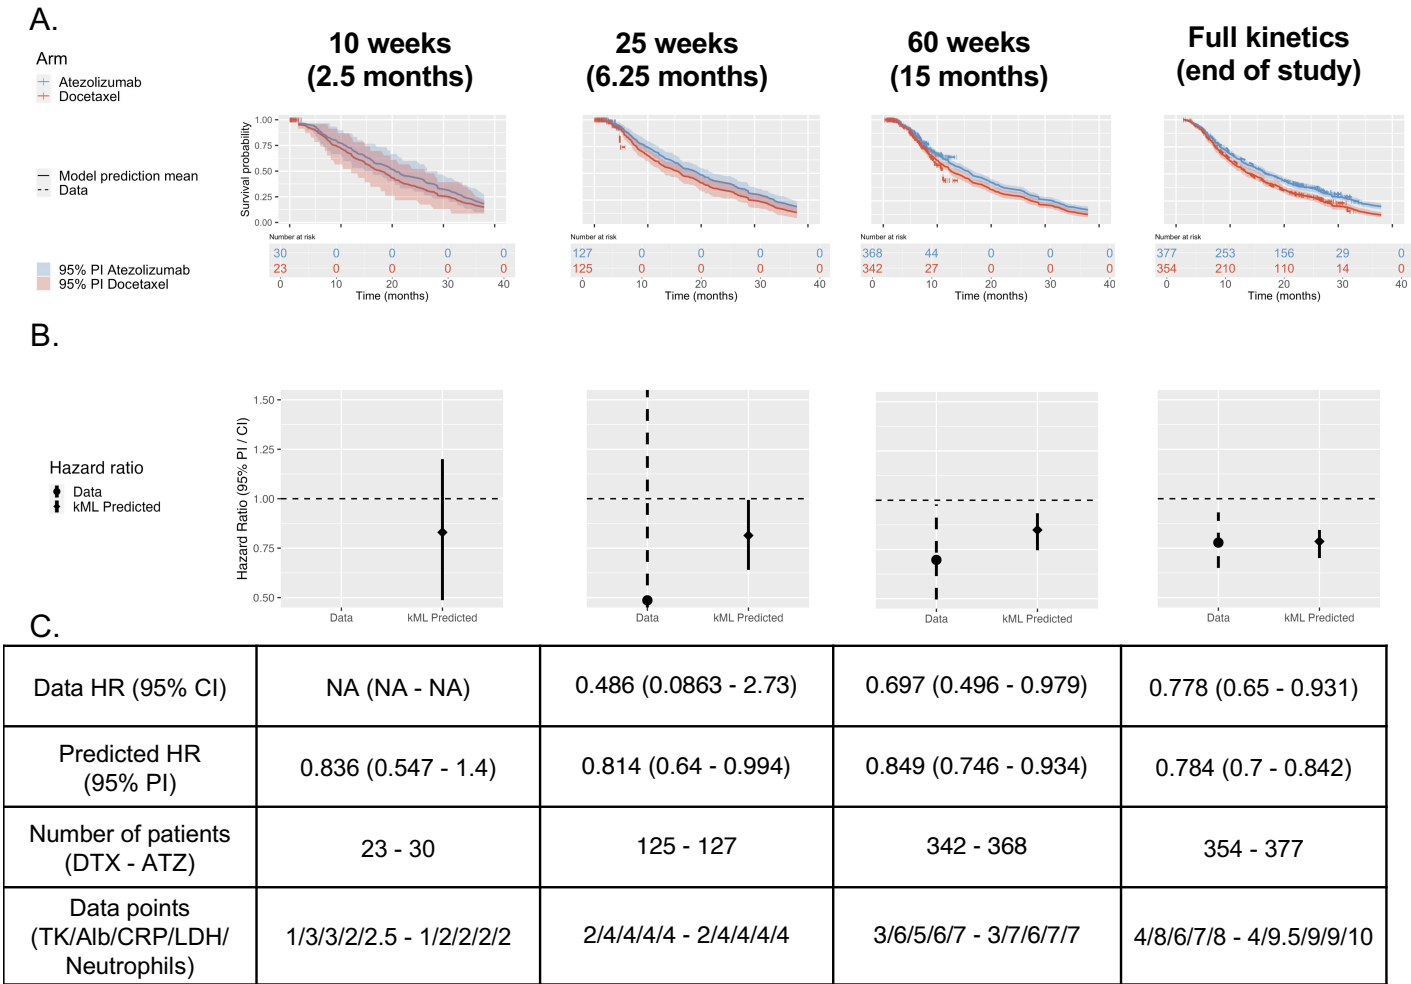 A.
Arm
Atezolizumab
Docetaxel
Model prediction mean
Data
95% PI Atezolizumab
95% PI Docetaxel
10 weeks
(2.5 months)
25 weeks
(6.25 months)
60 weeks
(15 months)
Full kinetics
(end of study)
Survival probability
1.00
0.75
0.50
0.25
0.00
Number at risk
30 0 0 0 0
23 0 0 0 0
0 10 20 30 40
Time (months)
Number at risk
127 0 0 0 0
125 0 0 0 0
0 10 20 30 40
Time (months)
Number at risk
368 44 0 0 0
342 27 0 0 0
0 10 20 30 40
Time (months)
Number at risk
377 253 156 29 0
354 210 110 14 0
0 10 20 30 40
Time (months)
B.
Hazard ratio
Data
kML Predicted
Hazard Ratio (95% PI / CI)
1.50
1.25
1.00
0.75
0.50
Data kML Predicted
Data kML Predicted
Data kML Predicted
Data kML Predicted
C.
Data HR (95% CI) NA (NA - NA) 0.486 (0.0863 - 2.73) 0.697 (0.496 - 0.979) 0.778 (0.65 - 0.931)
Predicted HR
(95% PI) 0.836 (0.547 - 1.4) 0.814 (0.64 - 0.994) 0.849 (0.746 - 0.934) 0.784 (0.7 - 0.842)
Number of patients
(DTX - ATZ) 23 - 30 125 - 127 342 - 368 354 - 377
Data points
(TK/Alb/CRP/LDH/ 1/3/3/2/2.5 - 1/2/2/2/2 2/4/4/4/4 - 2/4/4/4/4 3/6/5/6/7 - 3/7/6/7/7 4/8/6/7/8 - 4/9.5/9/9/10
Neutrophils)